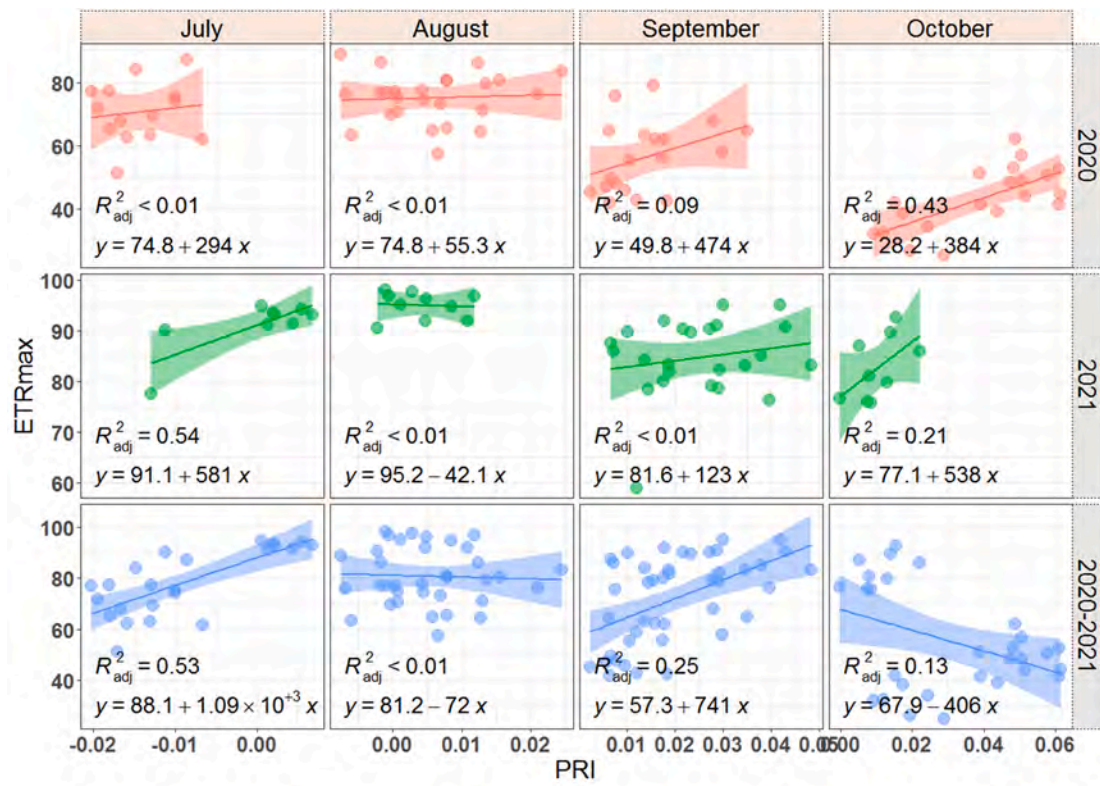 July August September October
80
60
40
R²adj < 0.01 R²adj < 0.01 R²adj = 0.09 R²adj = 0.43
y = 74.8 + 294 x y = 74.8 + 55.3 x y = 49.8 + 474 x y = 28.2 + 384 x
2020
100
90
80
70
60
R²adj = 0.54 R²adj < 0.01 R²adj < 0.01 R²adj = 0.21
y = 91.1 + 581 x y = 95.2 − 42.1 x y = 81.6 + 123 x y = 77.1 + 538 x
2021
ETRmax
100
80
60
40
R²adj = 0.53 R²adj < 0.01 R²adj = 0.25 R²adj = 0.13
y = 88.1 + 1.09 × 10⁺³ x y = 81.2 − 72 x y = 57.3 + 741 x y = 67.9 − 406 x
2020-2021
-0.02 -0.01 0.00 0.00 0.01 0.02 0.01 0.02 0.03 0.04 0.05 0.00 0.02 0.04 0.06
PRI